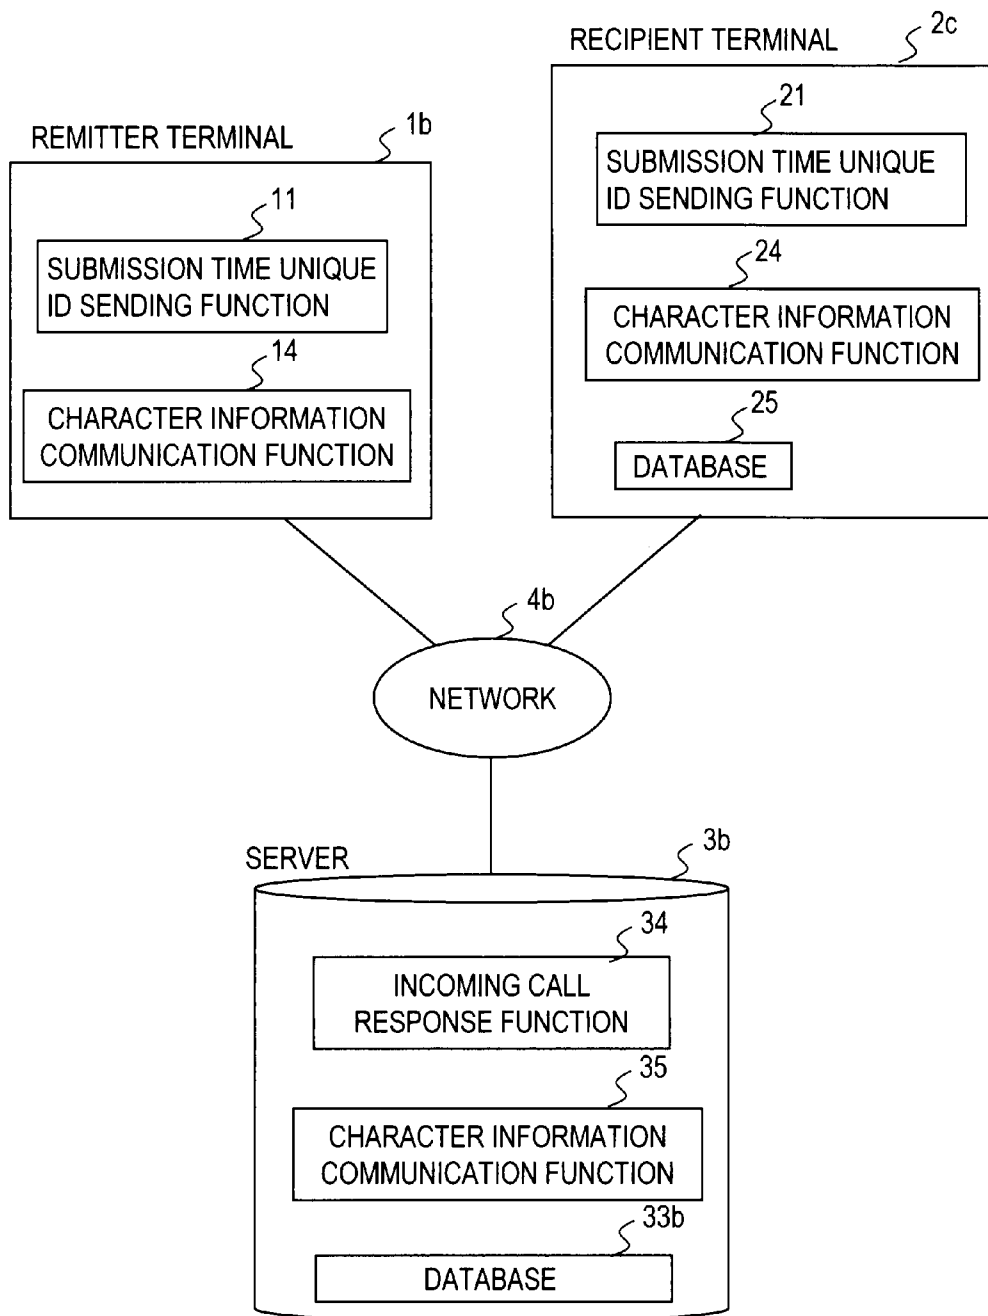 RECIPIENT TERMINAL
2c
21
SUBMISSION TIME UNIQUE
ID SENDING FUNCTION
24
CHARACTER INFORMATION
COMMUNICATION FUNCTION
25
DATABASE
REMITTER TERMINAL
1b
11
SUBMISSION TIME UNIQUE
ID SENDING FUNCTION
14
CHARACTER INFORMATION
COMMUNICATION FUNCTION
4b
NETWORK
SERVER
3b
34
INCOMING CALL
RESPONSE FUNCTION
35
CHARACTER INFORMATION
COMMUNICATION FUNCTION
33b
DATABASE